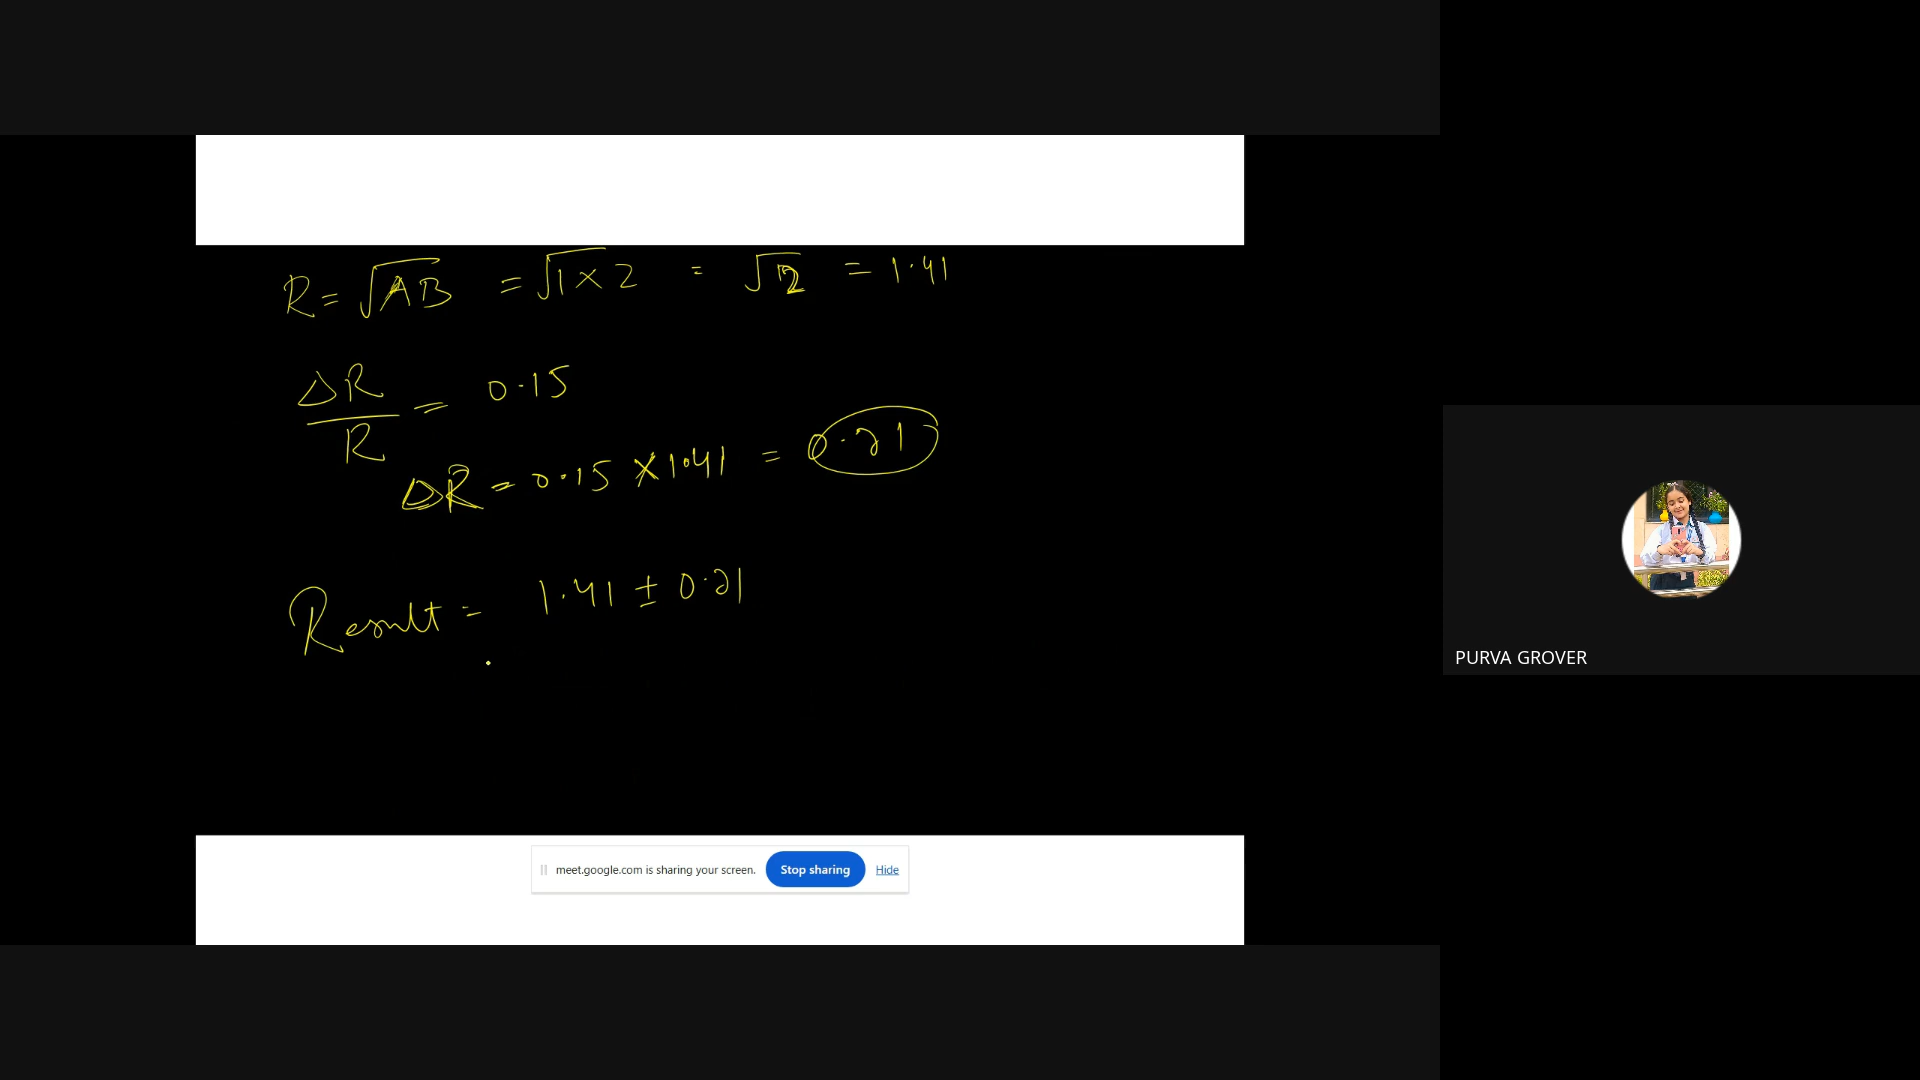 R = √AB = √1×2 = √2 = 1.41
ΔR/R = 0.15
ΔR = 0.15 × 1.41 = 0.21
Result = 1.41 ± 0.21
PURVA GROVER
meet.google.com is sharing your screen. Stop sharing Hide